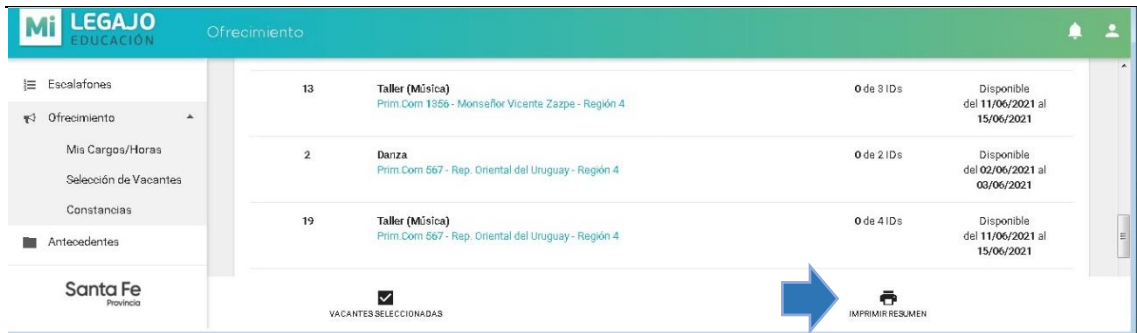 Mi LEGAJO
EDUCACIÓN
Ofrecimiento
Escalafones
Ofrecimiento
Mis Cargos/Horas
Selección de Vacantes
Constancias
Antecedentes
Santa Fe
Provincia
13 Taller (Música) 0 de 3 IDs Disponible
Prim.Com 1356 - Monseñor Vicente Zazpe - Región 4 del 11/06/2021 al
15/06/2021
2 Danza 0 de 2 IDs Disponible
Prim.Com 567 - Rep. Oriental del Uruguay - Región 4 del 02/06/2021 al
03/06/2021
19 Taller (Música) 0 de 4 IDs Disponible
Prim.Com 567 - Rep. Oriental del Uruguay - Región 4 del 11/06/2021 al
15/06/2021
VACANTES SELECCIONADAS IMPRIMIR RESUMEN